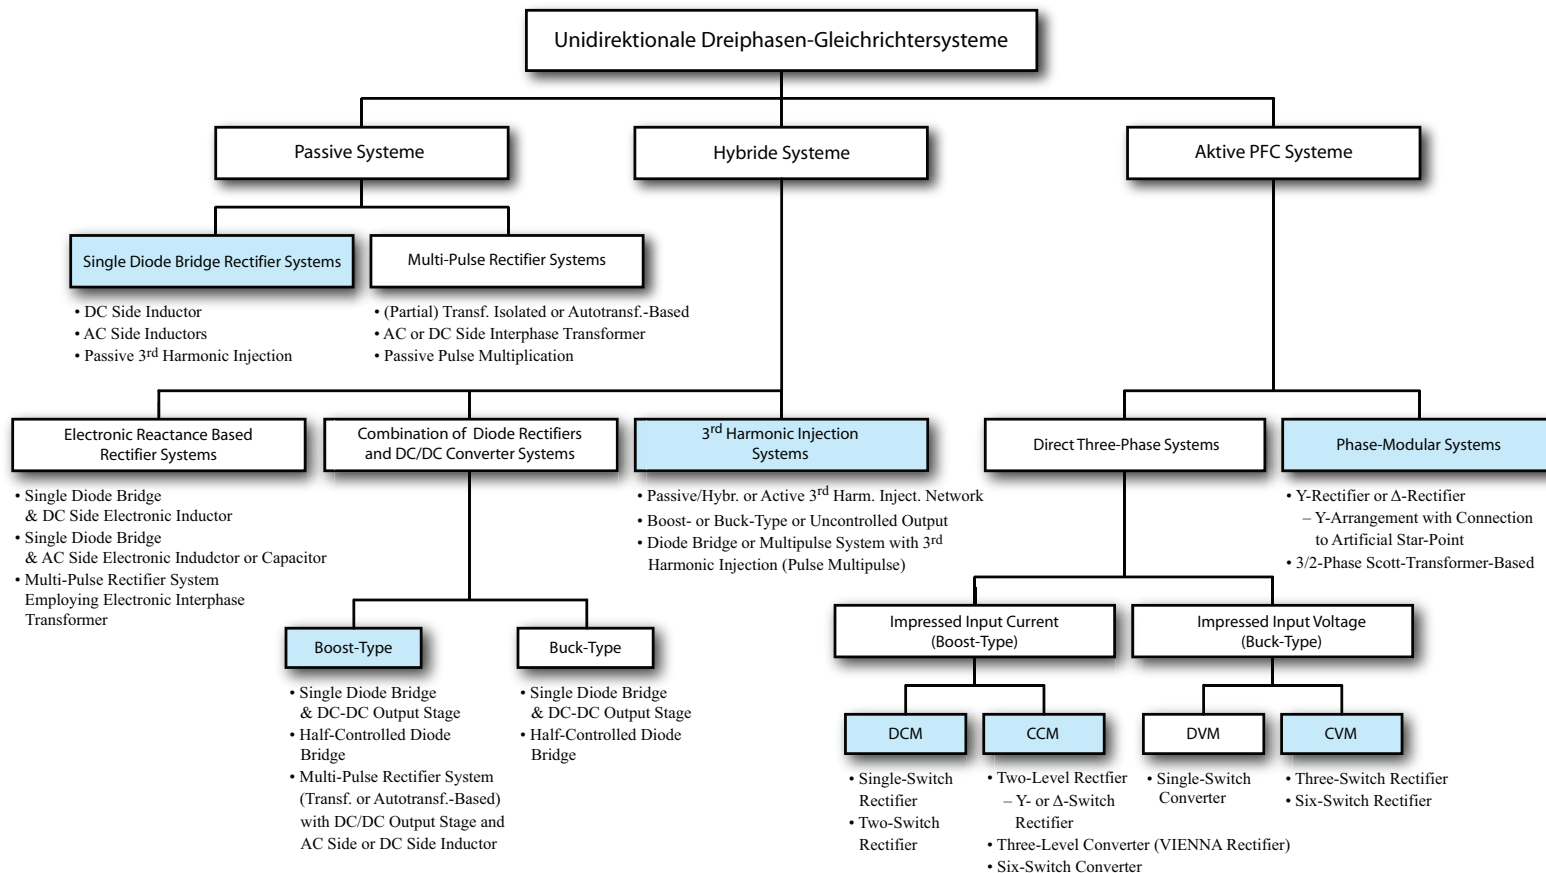 Unidirektionale Dreiphasen-Gleichrichtersysteme
Passive Systeme
Hybride Systeme
Aktive PFC Systeme
Single Diode Bridge Rectifier Systems
Multi-Pulse Rectifier Systems
• DC Side Inductor
• AC Side Inductors
• Passive 3rd Harmonic Injection
• (Partial) Transf. Isolated or Autotransf.-Based
• AC or DC Side Interphase Transformer
• Passive Pulse Multiplication
Electronic Reactance Based
Rectifier Systems
Combination of Diode Rectifiers
and DC/DC Converter Systems
3rd Harmonic Injection
Systems
Direct Three-Phase Systems
Phase-Modular Systems
• Single Diode Bridge
& DC Side Electronic Inductor
• Single Diode Bridge
& AC Side Electronic Indudctor or Capacitor
• Multi-Pulse Rectifier System
Employing Electronic Interphase
Transformer
• Passive/Hybr. or Active 3rd Harm. Inject. Network
• Boost- or Buck-Type or Uncontrolled Output
• Diode Bridge or Multipulse System with 3rd
Harmonic Injection (Pulse Multipulse)
• Y-Rectifier or Δ-Rectifier
– Y-Arrangement with Connection
to Artificial Star-Point
• 3/2-Phase Scott-Transformer-Based
Boost-Type
Buck-Type
Impressed Input Current
(Boost-Type)
Impressed Input Voltage
(Buck-Type)
• Single Diode Bridge
& DC-DC Output Stage
• Half-Controlled Diode
Bridge
• Multi-Pulse Rectifier System
(Transf. or Autotransf.-Based)
with DC/DC Output Stage and
AC Side or DC Side Inductor
• Single Diode Bridge
& DC-DC Output Stage
• Half-Controlled Diode
Bridge
DCM
CCM
DVM
CVM
• Single-Switch
Rectifier
• Two-Switch
Rectifier
• Two-Level Rectfier
– Y- or Δ-Switch
Rectifier
• Three-Level Converter (VIENNA Rectifier)
• Six-Switch Converter
• Single-Switch
Converter
• Three-Switch Rectifier
• Six-Switch Rectifier